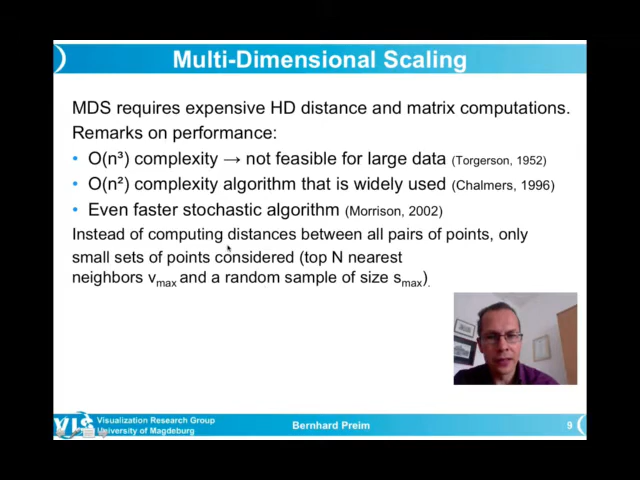 Multi-Dimensional Scaling
MDS requires expensive HD distance and matrix computations.
Remarks on performance:
• O(n³) complexity → not feasible for large data (Torgerson, 1952)
• O(n²) complexity algorithm that is widely used (Chalmers, 1996)
• Even faster stochastic algorithm (Morrison, 2002)
Instead of computing distances between all pairs of points, only
small sets of points considered (top N nearest
neighbors vmax and a random sample of size smax).
VIS
Visualization Research Group
University of Magdeburg
Bernhard Preim
9